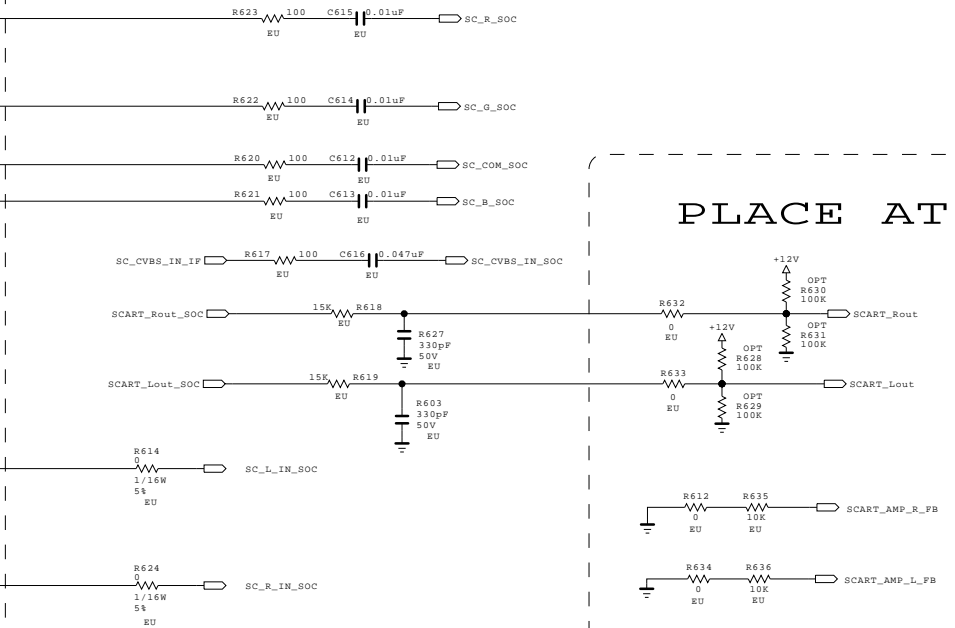 R623 100 C615 0.01uF SC_R_SOC
EU EU
R622 100 C614 0.01uF SC_G_SOC
EU EU
R620 100 C612 0.01uF SC_COM_SOC
EU EU
R621 100 C613 0.01uF SC_B_SOC
EU EU
PLACE AT
R617 100 C616 0.047uF
SC_CVBS_IN_IF SC_CVBS_IN_SOC
EU EU
+12V
OPT
R630
100K
SCART_Rout_SOC 15K R618 R632 SCART_Rout
EU 0
EU
OPT
R631
100K
R627
330pF
50V
EU
+12V
OPT
R628
100K
SCART_Lout_SOC 15K R619 R633 SCART_Lout
EU 0
EU
OPT
R629
100K
R603
330pF
50V
EU
R614
0
1/16W
5%
EU
SC_L_IN_SOC
R612 R635
0 10K
EU EU
SCART_AMP_R_FB
R624
0
1/16W
5%
EU
SC_R_IN_SOC
R634 R636
0 10K
EU EU
SCART_AMP_L_FB